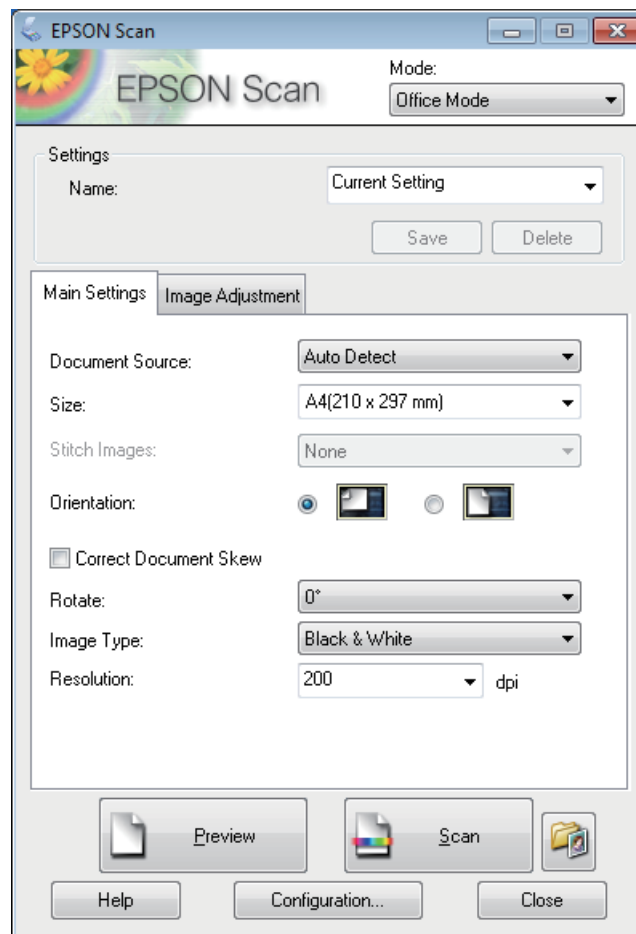 EPSON Scan
EPSON Scan
Mode:
Office Mode
Settings
Name:
Current Setting
Save
Delete
Main Settings
Image Adjustment
Document Source:
Auto Detect
Size:
A4(210 x 297 mm)
Stitch Images:
None
Orientation:
Correct Document Skew
Rotate:
0°
Image Type:
Black & White
Resolution:
200
dpi
Preview
Scan
Help
Configuration...
Close